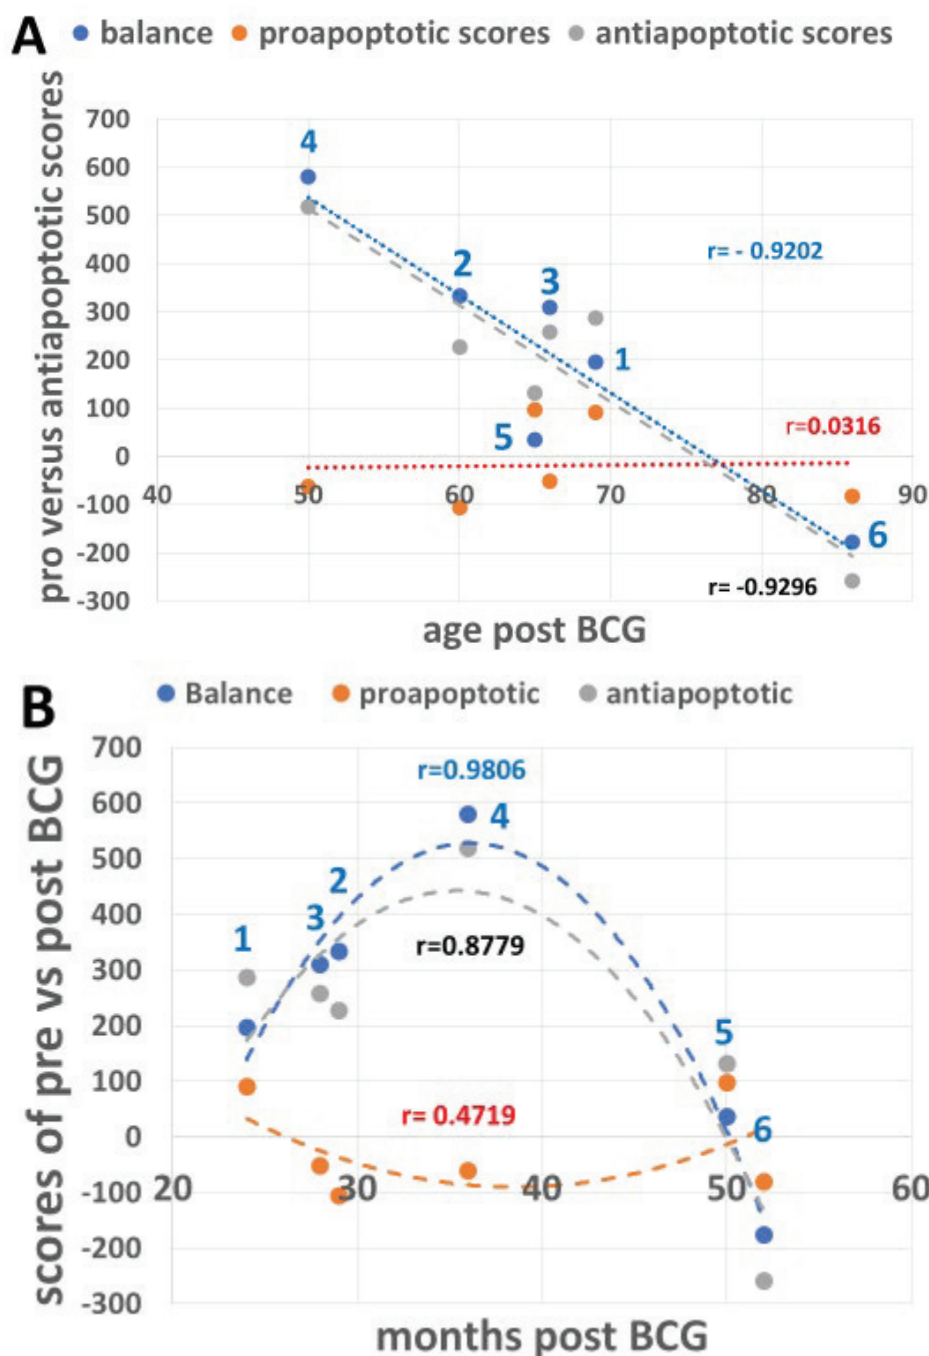 A
balance proapoptotic scores antiapoptotic scores
pro versus antiapoptotic scores
700
600
500
400
300
200
100
0
-100
-200
-300
40 50 60 70 80 90
4
2
3
1
5
6
r= - 0.9202
r=0.0316
r= -0.9296
age post BCG
B
Balance proapoptotic antiapoptotic
scores of pre vs post BCG
700
600
500
400
300
200
100
0
-100
-200
-300
20 30 40 50 60
r=0.9806
4
2
3
1
r=0.8779
5
r= 0.4719
6
months post BCG